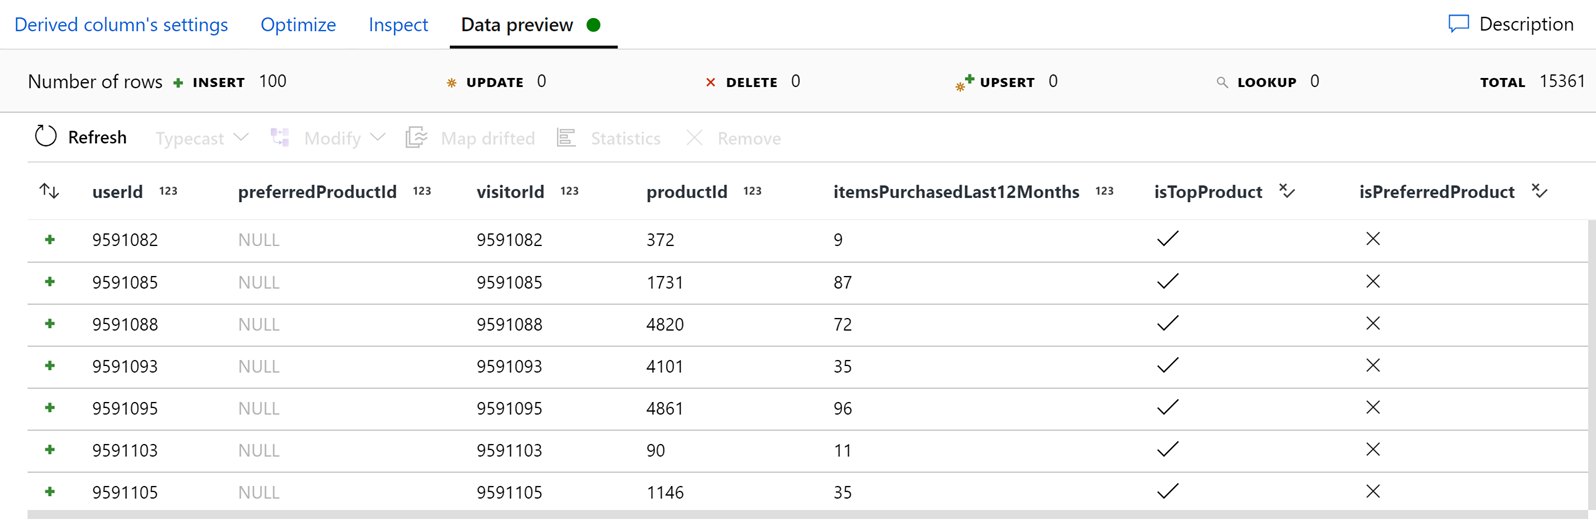 Derived column's settings Optimize Inspect Data preview Description
Number of rows INSERT 100 UPDATE 0 DELETE 0 UPSERT 0 LOOKUP 0 TOTAL 15361
Refresh Typecast Modify Map drifted Statistics Remove
userId 123 preferredProductId 123 visitorId 123 productId 123 itemsPurchasedLast12Months 123 isTopProduct isPreferredProduct
9591082 NULL 9591082 372 9
9591085 NULL 9591085 1731 87
9591088 NULL 9591088 4820 72
9591093 NULL 9591093 4101 35
9591095 NULL 9591095 4861 96
9591103 NULL 9591103 90 11
9591105 NULL 9591105 1146 35